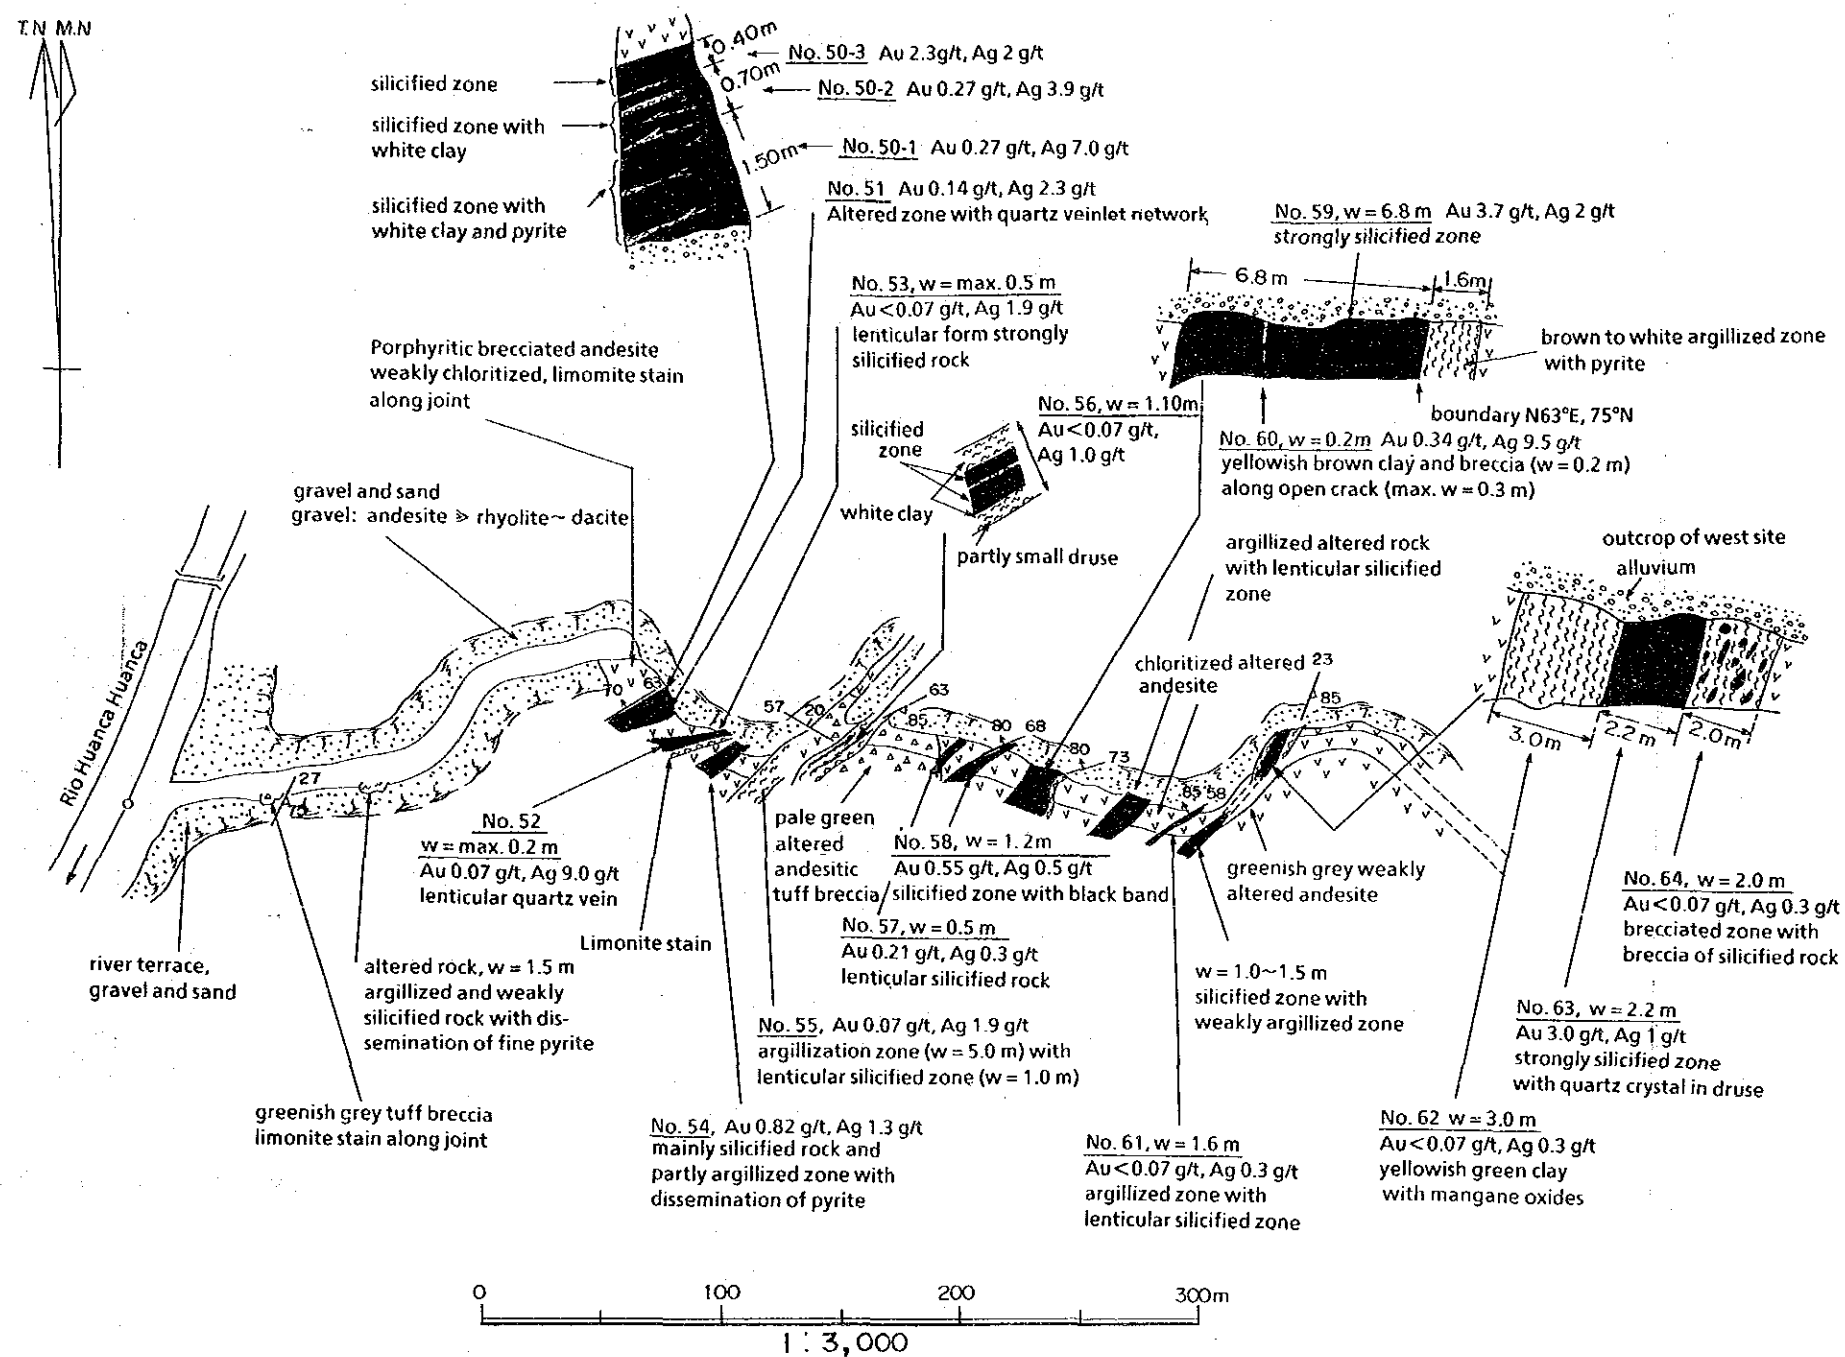 T.N M.N
0.40m
No. 50-3 Au 2.3g/t, Ag 2 g/t
0.70m
No. 50-2 Au 0.27 g/t, Ag 3.9 g/t
silicified zone
silicified zone with
white clay
1.50m
No. 50-1 Au 0.27 g/t, Ag 7.0 g/t
silicified zone with
white clay and pyrite
No. 51 Au 0.14 g/t, Ag 2.3 g/t
Altered zone with quartz veinlet network
No. 59, w = 6.8 m Au 3.7 g/t, Ag 2 g/t
strongly silicified zone
6.8 m
1.6m
No. 53, w = max. 0.5 m
Au<0.07 g/t, Ag 1.9 g/t
lenticular form strongly
silicified rock
brown to white argillized zone
with pyrite
boundary N63°E, 75°N
Porphyritic brecciated andesite
weakly chloritized, limomite stain
along joint
No. 56, w = 1.10m
Au<0.07 g/t,
Ag 1.0 g/t
silicified
zone
white clay
partly small druse
No. 60, w = 0.2m Au 0.34 g/t, Ag 9.5 g/t
yellowish brown clay and breccia (w = 0.2 m)
along open crack (max. w = 0.3 m)
gravel and sand
gravel: andesite ⋗ rhyolite~ dacite
argillized altered rock
with lenticular silicified
zone
outcrop of west site
alluvium
3.0m
2.2 m
2.0m
Rio Huanca Huanca
chloritized altered
andesite
23
85
70
63
57
20
63
85
80
68
80
73
85
58
27
75
No. 52
w = max. 0.2 m
Au 0.07 g/t, Ag 9.0 g/t
lenticular quartz vein
Limonite stain
pale green
altered
andesitic
tuff breccia
No. 58, w = 1.2m
Au 0.55 g/t, Ag 0.5 g/t
silicified zone with black band
No. 57, w = 0.5 m
Au 0.21 g/t, Ag 0.3 g/t
lenticular silicified rock
greenish grey weakly
altered andesite
No. 64, w = 2.0 m
Au<0.07 g/t, Ag 0.3 g/t
brecciated zone with
breccia of silicified rock
river terrace,
gravel and sand
altered rock, w = 1.5 m
argillized and weakly
silicified rock with dis-
semination of fine pyrite
w = 1.0~1.5 m
silicified zone with
weakly argillized zone
No. 63, w = 2.2 m
Au 3.0 g/t, Ag 1 g/t
strongly silicified zone
with quartz crystal in druse
No. 55, Au 0.07 g/t, Ag 1.9 g/t
argillization zone (w = 5.0 m) with
lenticular silicified zone (w = 1.0 m)
greenish grey tuff breccia
limonite stain along joint
No. 54, Au 0.82 g/t, Ag 1.3 g/t
mainly silicified rock and
partly argillized zone with
dissemination of pyrite
No. 61, w = 1.6 m
Au<0.07 g/t, Ag 0.3 g/t
argillized zone with
lenticular silicified zone
No. 62 w = 3.0 m
Au<0.07 g/t, Ag 0.3 g/t
yellowish green clay
with mangane oxides
0 100 200 300m
1 : 3,000